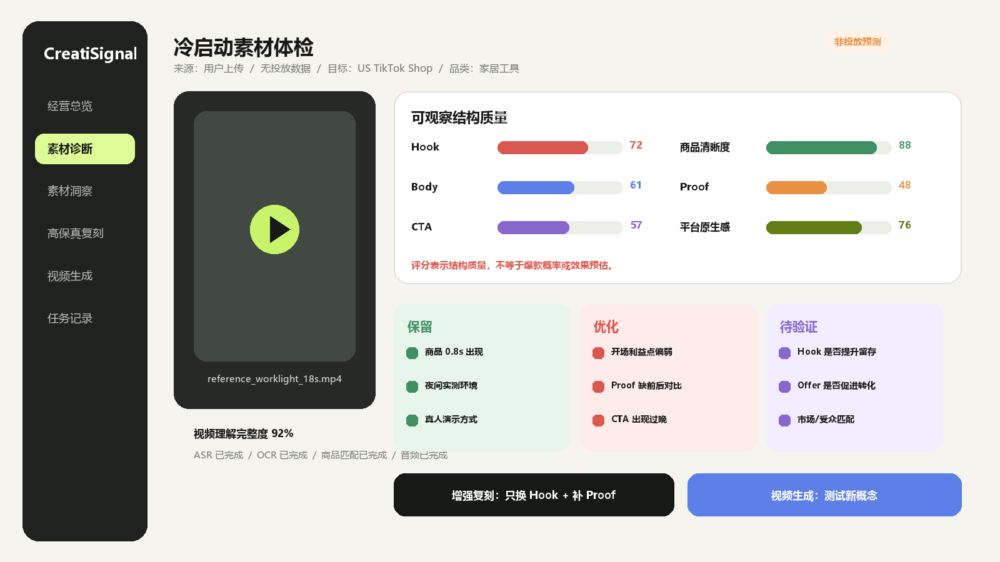 CreatiSignal
经营总览
素材诊断
素材洞察
高保真复刻
视频生成
任务记录
冷启动素材体检
非投放预测
来源：用户上传 / 无投放数据 / 目标：US TikTok Shop / 品类：家居工具
reference_worklight_18s.mp4
视频理解完整度 92%
ASR 已完成 / OCR 已完成 / 商品匹配已完成 / 音频已完成
可观察结构质量
Hook 72 商品清晰度 88
Body 61 Proof 48
CTA 57 平台原生感 76
评分表示结构质量，不等于爆款概率或效果预估。
保留
商品 0.8s 出现
夜间实测环境
真人演示方式
优化
开场利益点偏弱
Proof 缺前后对比
CTA 出现过晚
待验证
Hook 是否提升留存
Offer 是否促进转化
市场/受众匹配
增强复刻：只换 Hook + 补 Proof
视频生成：测试新概念